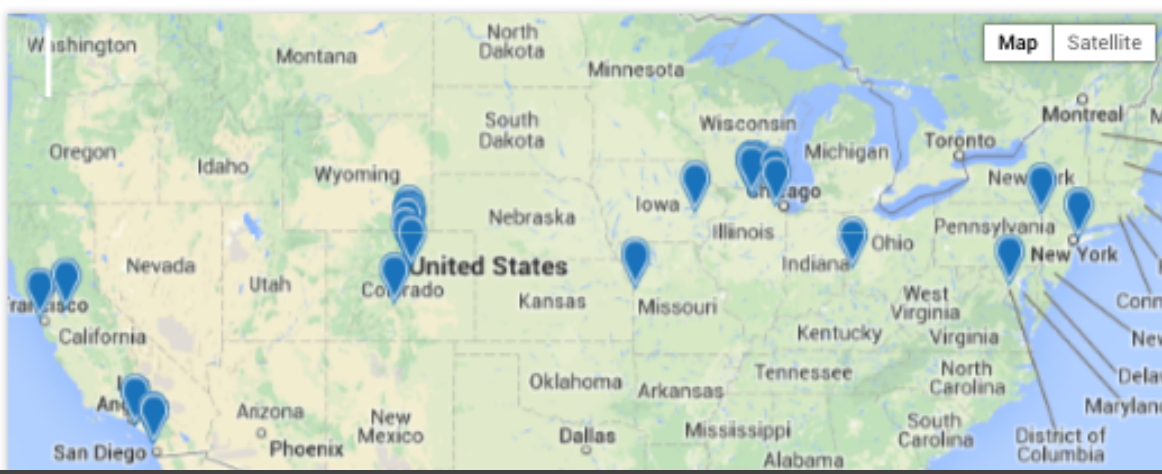 Washington
Montana
North
Dakota
Minnesota
Map
Satellite
Montreal
M
South
Dakota
Wisconsin
Toronto
Michigan
Oregon
Idaho
Wyoming
Iowa
Nebraska
Illinois
Ohio
Pennsylvania
New York
Nevada
Utah
United States
Indiana
Kansas
Missouri
West
Virginia
Conn
California
Kentucky
Virginia
New
Oklahoma
Arkansas
Tennessee
North
Carolina
Delaw
Maryland
Arizona
New
Mexico
Phoenix
Dallas
Mississippi
Alabama
South
Carolina
District of
Columbia
San Diego